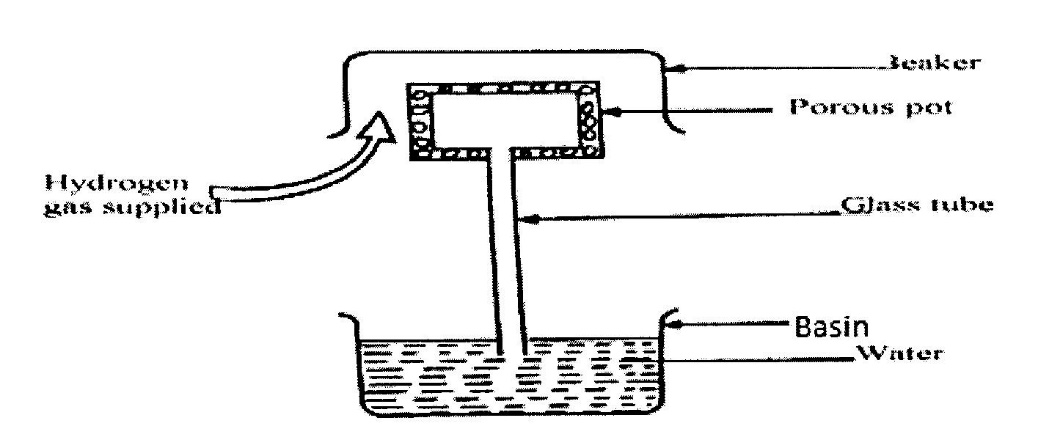 Beaker
Porous pot
Hydrogen
gas supplied
Glass tube
Basin
Water